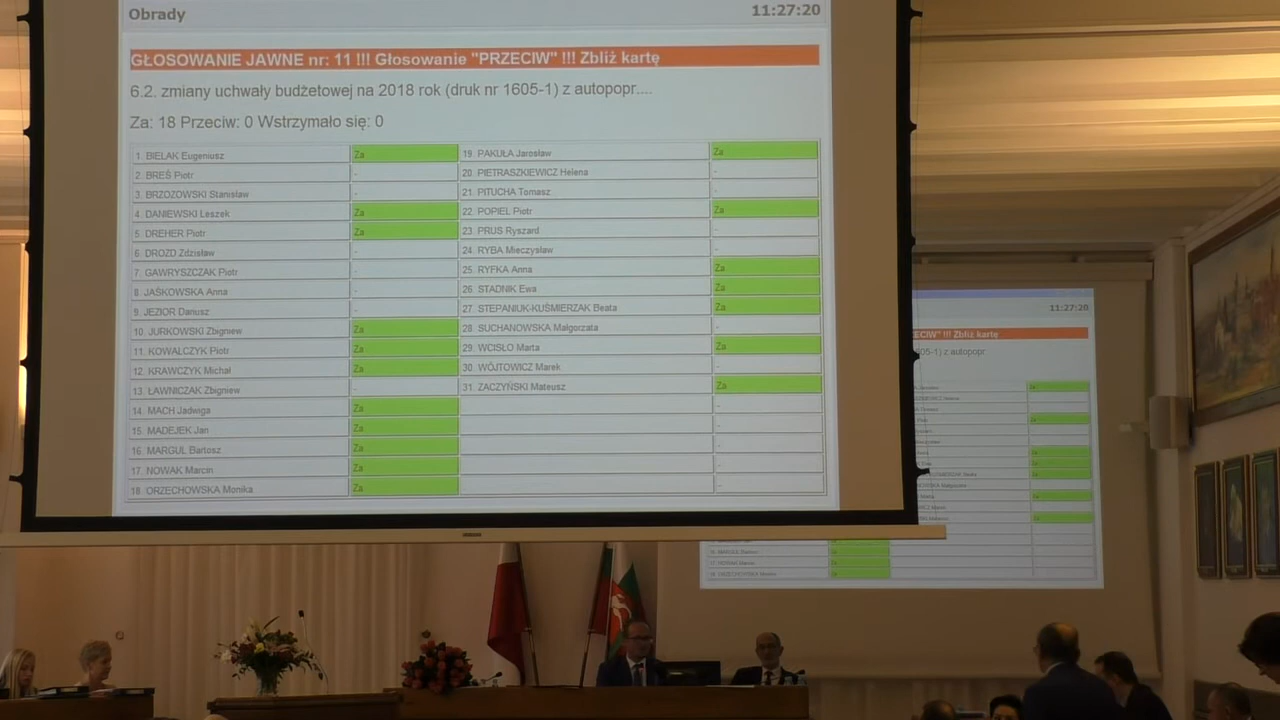 Obrady 11:27:20
GŁOSOWANIE JAWNE nr: 11 !!! Głosowanie "PRZECIW" !!! Zbliż kartę
6.2. zmiany uchwały budżetowej na 2018 rok (druk nr 1605-1) z autopopr....
Za: 18 Przeciw: 0 Wstrzymało się: 0
1. BIELAK Eugeniusz Za 19. PAKUŁA Jarosław Za
2. BREŚ Piotr - 20. PIETRASZKIEWICZ Helena -
3. BRZOZOWSKI Stanisław - 21. PITUCHA Tomasz -
4. DANIEWSKI Leszek Za 22. POPIEL Piotr Za
5. DREHER Piotr Za 23. PRUS Ryszard -
6. DROZD Zdzisław - 24. RYBA Mieczysław -
7. GAWRYSZCZAK Piotr - 25. RYFKA Anna Za
8. JAŚKOWSKA Anna - 26. STADNIK Ewa Za
9. JEZIOR Dariusz - 27. STEPANIUK-KUŚMIERZAK Beata Za
10. JURKOWSKI Zbigniew Za 28. SUCHANOWSKA Małgorzata -
11. KOWALCZYK Piotr Za 29. WCISŁO Marta Za
12. KRAWCZYK Michał Za 30. WÓJTOWICZ Marek -
13. ŁAWNICZAK Zbigniew - 31. ZACZYŃSKI Mateusz Za
14. MACH Jadwiga Za -
15. MADEJEK Jan Za -
16. MARGUL Bartosz Za -
17. NOWAK Marcin Za -
18. ORZECHOWSKA Monika Za -
11:27:20
"!!! Zbliż kartę
z autopopr.